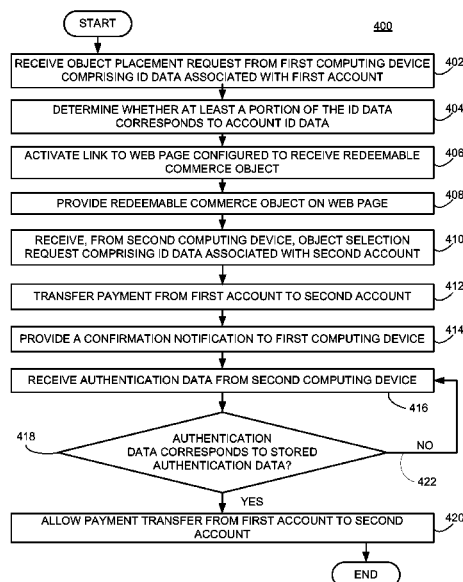 START
400
RECEIVE OBJECT PLACEMENT REQUEST FROM FIRST COMPUTING DEVICE
COMPRISING ID DATA ASSOCIATED WITH FIRST ACCOUNT
402
DETERMINE WHETHER AT LEAST A PORTION OF THE ID DATA
CORRESPONDS TO ACCOUNT ID DATA
404
ACTIVATE LINK TO WEB PAGE CONFIGURED TO RECEIVE REDEEMABLE
COMMERCE OBJECT
406
PROVIDE REDEEMABLE COMMERCE OBJECT ON WEB PAGE
408
RECEIVE, FROM SECOND COMPUTING DEVICE, OBJECT SELECTION
REQUEST COMPRISING ID DATA ASSOCIATED WITH SECOND ACCOUNT
410
TRANSFER PAYMENT FROM FIRST ACCOUNT TO SECOND ACCOUNT
412
PROVIDE A CONFIRMATION NOTIFICATION TO FIRST COMPUTING DEVICE
414
RECEIVE AUTHENTICATION DATA FROM SECOND COMPUTING DEVICE
416
418
AUTHENTICATION
DATA CORRESPONDS TO STORED
AUTHENTICATION DATA?
NO
422
YES
ALLOW PAYMENT TRANSFER FROM FIRST ACCOUNT TO SECOND
ACCOUNT
420
END